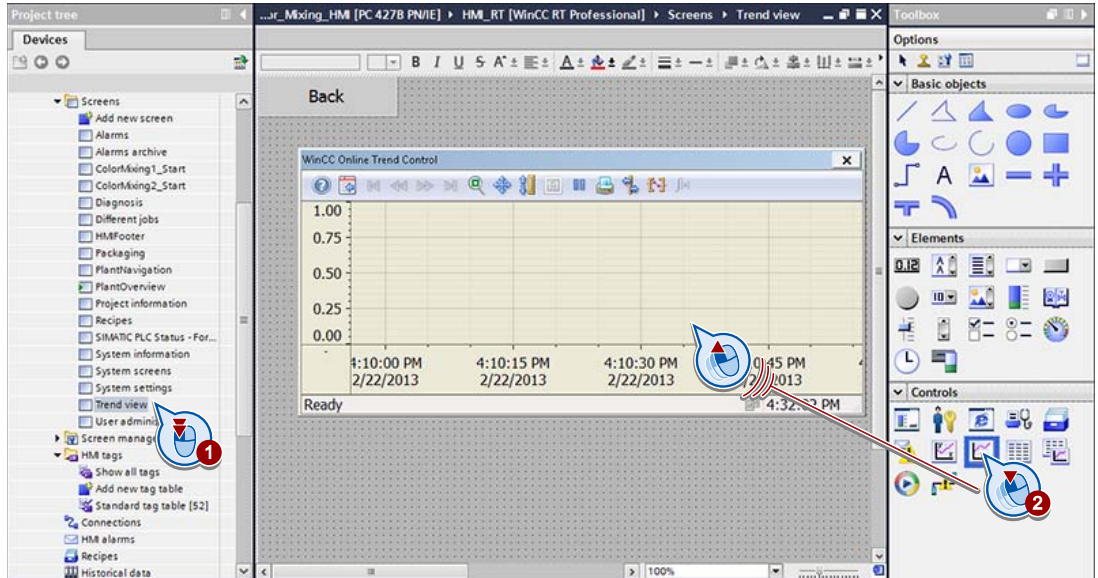 Project tree
...or_Mixing_HMI [PC 427B PN/IE] ▸ HMI_RT [WinCC RT Professional] ▸ Screens ▸ Trend view
Toolbox
Devices
Options
B I U S A
Basic objects
Back
A
WinCC Online Trend Control
1.00
0.75
0.50
0.25
0.00
4:10:00 PM 4:10:15 PM 4:10:30 PM
2/22/2013 2/22/2013 2/22/2013
Ready
Screens
Add new screen
Alarms
Alarms archive
ColorMixing1_Start
ColorMixing2_Start
Diagnosis
Different jobs
HMIFooter
Packaging
PlantNavigation
PlantOverview
Project information
Recipes
SIMATIC PLC Status - For...
System information
System screens
System settings
Trend view
1
HMI tags
Show all tags
Add new tag table
Standard tag table [52]
Connections
HMI alarms
Recipes
Historical data
100%
Elements
0.12
Controls
2